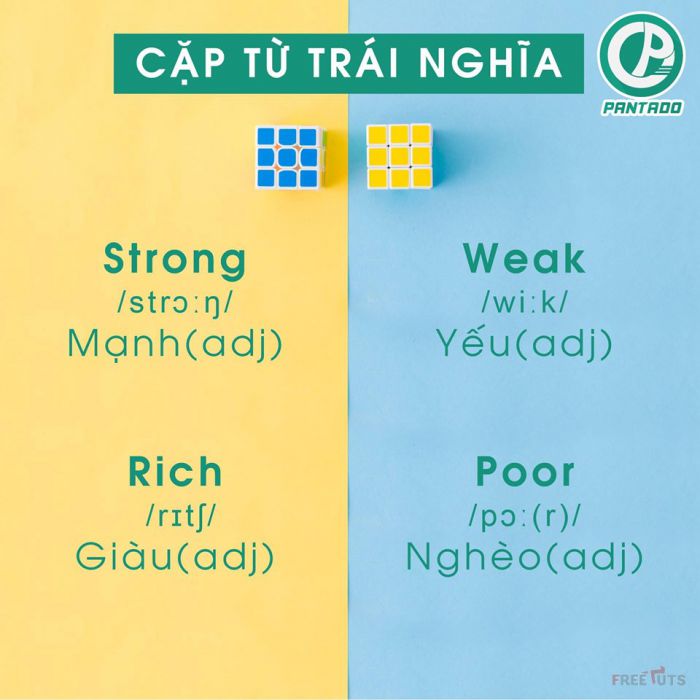 CẶP TỪ TRÁI NGHĨA
PANTADO
Strong
/strɔːŋ/
Mạnh(adj)
Weak
/wiːk/
Yếu(adj)
Rich
/rɪtʃ/
Giàu(adj)
Poor
/pɔː(r)/
Nghèo(adj)
FREETUTS